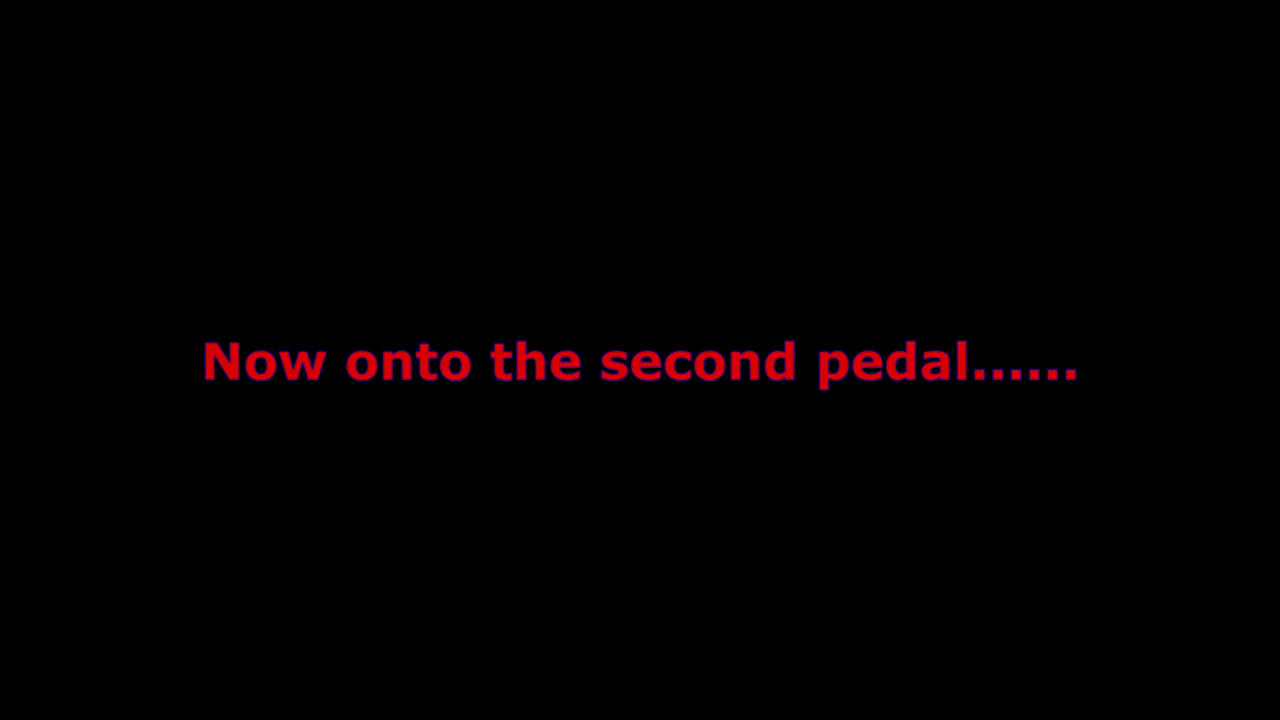 Now onto the second pedal......